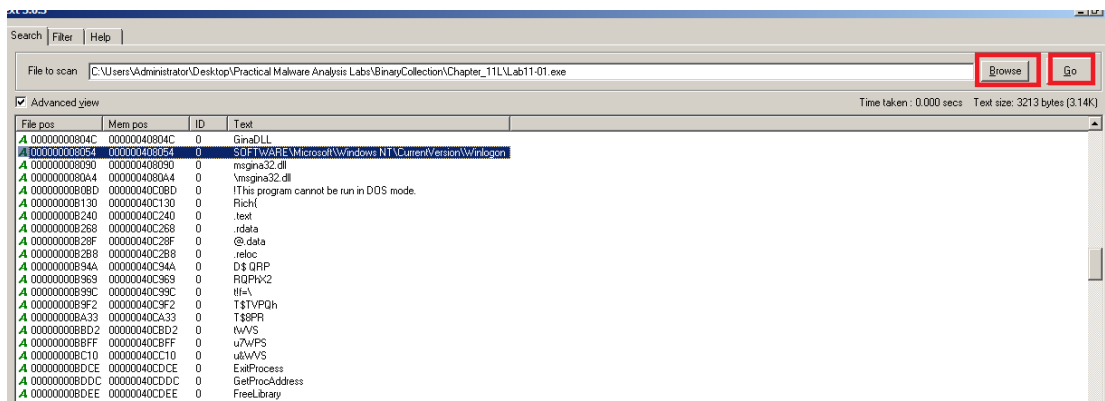 Search Filter Help
File to scan C:\Users\Administrator\Desktop\Practical Malware Analysis Labs\BinaryCollection\Chapter_11L\Lab11-01.exe Browse Go
Advanced view Time taken : 0.000 secs Text size: 3213 bytes (3.14K)
File pos Mem pos ID Text
A 00000000804C 00000040804C 0 GinaDLL
A 000000008054 000000408054 0 SOFTWARE\Microsoft\Windows NT\CurrentVersion\Winlogon
A 000000008090 000000408090 0 msgina32.dll
A 0000000080A4 0000004080A4 0 \msgina32.dll
A 00000000B0BD 00000040C0BD 0 !This program cannot be run in DOS mode.
A 00000000B130 00000040C130 0 Rich{
A 00000000B240 00000040C240 0 .text
A 00000000B268 00000040C268 0 .rdata
A 00000000B28F 00000040C28F 0 @.data
A 00000000B2B8 00000040C2B8 0 .reloc
A 00000000B94A 00000040C94A 0 D$ QRP
A 00000000B969 00000040C969 0 RQPhX2
A 00000000B99C 00000040C99C 0
A 00000000B9F2 00000040C9F2 0 T$TVPQh
A 00000000BA33 00000040CA33 0 T$8PR
A 00000000BBD2 00000040CBD2 0 tWVS
A 00000000BBFF 00000040CBFF 0 u7WPS
A 00000000BC10 00000040CC10 0 u&WVS
A 00000000BDCE 00000040CDCE 0 ExitProcess
A 00000000BDDC 00000040CDDC 0 GetProcAddress
A 00000000BDEE 00000040CDEE 0 FreeLibrary